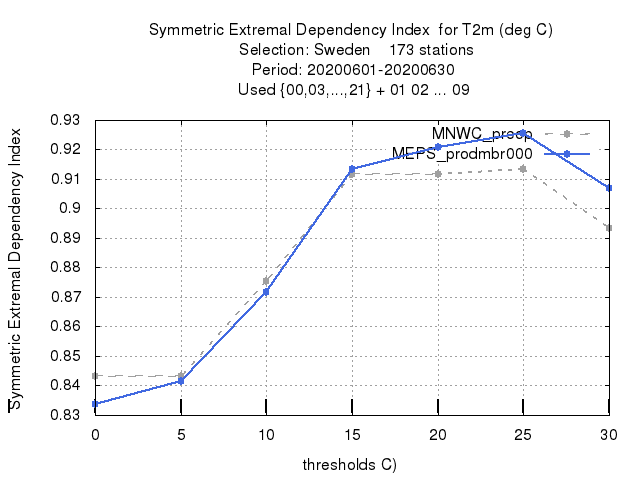 Symmetric Extremal Dependency Index for T2m (deg C)
Selection: Sweden 173 stations
Period: 20200601-20200630
Used {00,03,...,21} + 01 02 ... 09
Symmetric Extremal Dependency Index
0.93
0.92
0.91
0.9
0.89
0.88
0.87
0.86
0.85
0.84
0.83
MNWC_preop
MEPS_prodmbr000
0 5 10 15 20 25 30
thresholds C)